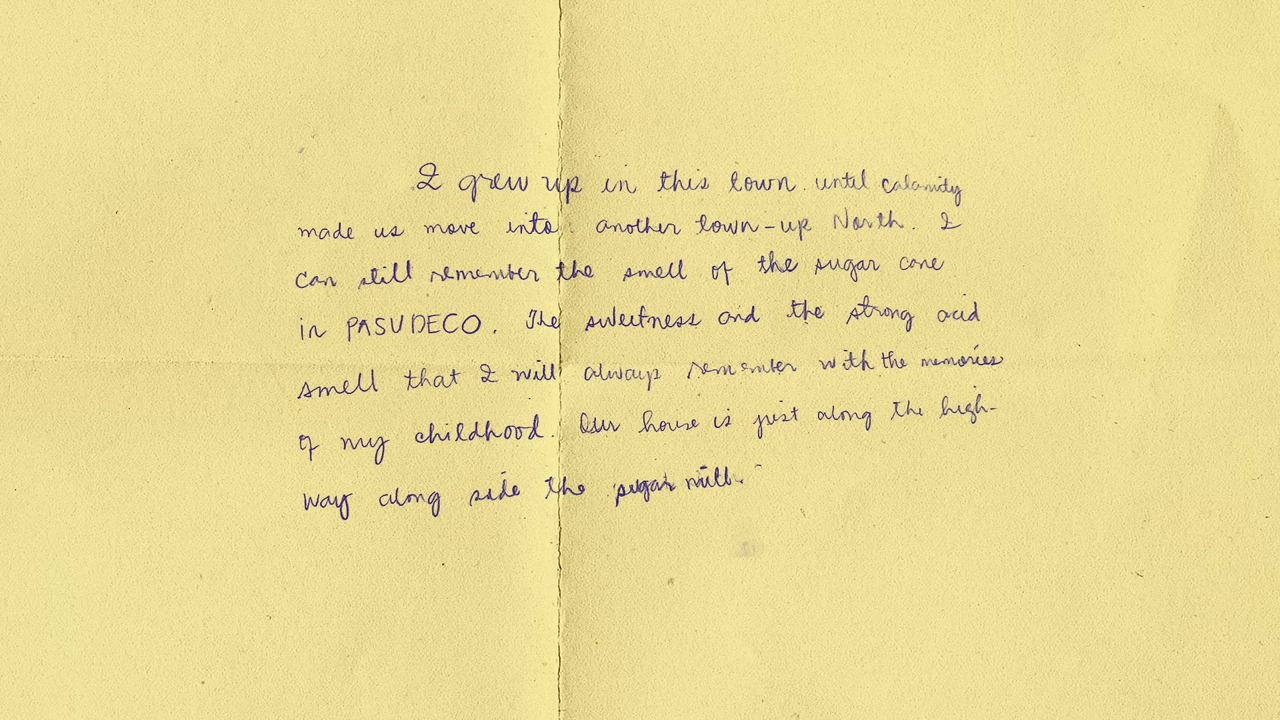 I grew up in this town until calamity
made us move into another town-up North. I
can still remember the smell of the sugar cane
in PASUDECO. The sweetness and the strong acid
smell that I will always remember with the memories
of my childhood. Our house is just along the high-
way along side the sugar mill.